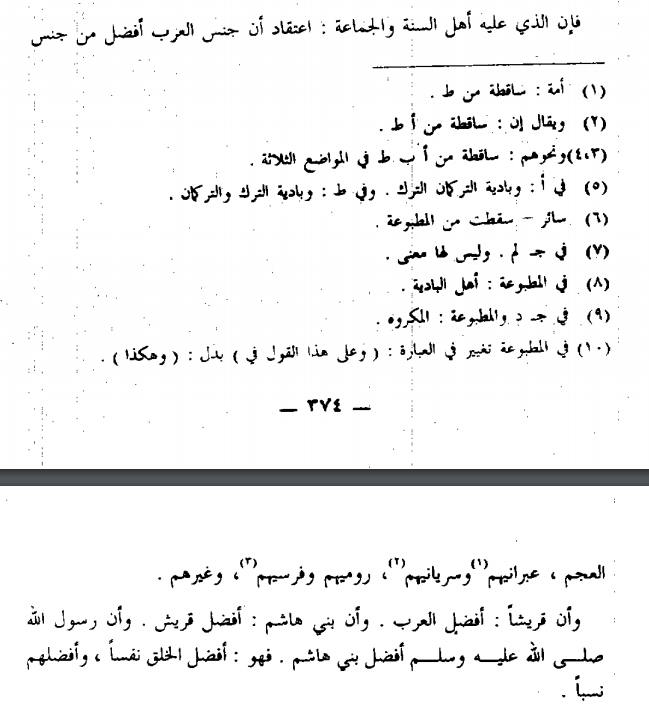 فإن الذي عليه أهل السنة والجماعة : اعتقاد أن جنس العرب أفضل من جنس
(١) أمة : ساقطة من ط .
(٢) ويقال إن : ساقطة من أ ط .
(٤،٣) ونحوهم : ساقطة من أ ب ط في المواضع الثلاثة .
(٥) في أ : وبادية التركمان الترك . وفي ط : وبادية الترك والتركمان .
(٦) سائر – سقطت من المطبوعة .
(٧) في جـ لم . وليس لها معنى .
(٨) في المطبوعة : أهل البادية .
(٩) في جـ د والمطبوعة : المكروه .
(١٠) في المطبوعة تغيير في العبارة : ( وعلى هذا القول في ) بدل : ( وهكذا ) .
— ٣٧٤ —
العجم ، عبرانيهم(١) وسريانيهم(٢)، روميهم وفرسيهم(٣)، وغيرهم .
وأن قريشاً : أفضل العرب . وأن بني هاشم : أفضل قريش . وأن رسول الله
صلى الله عليه وسلم أفضل بني هاشم . فهو : أفضل الخلق نفساً ، وأفضلهم
نسباً .